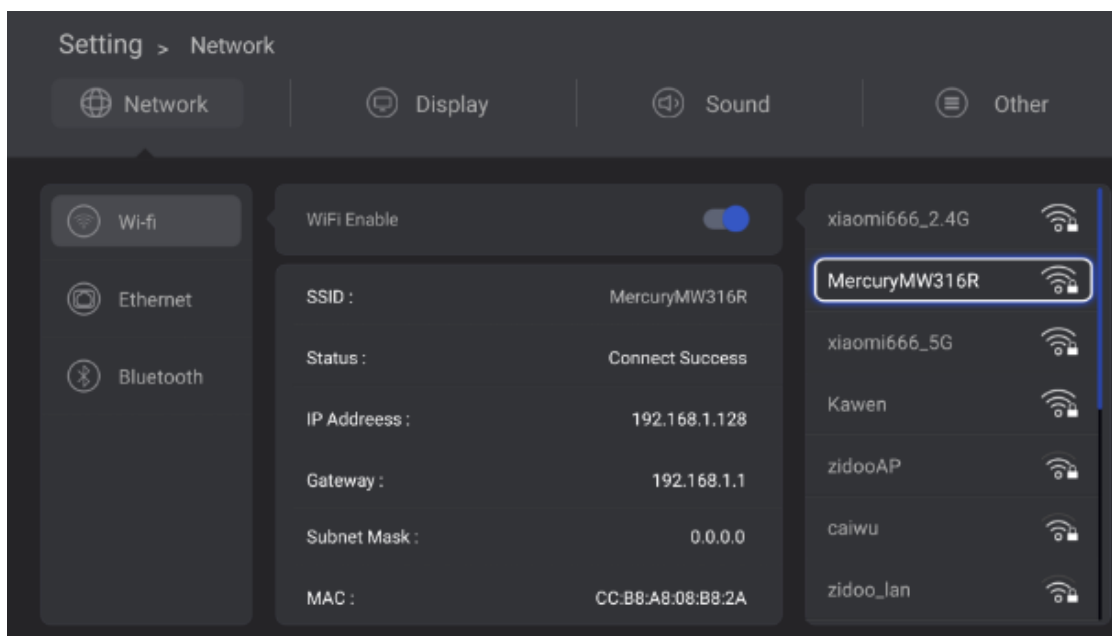 Setting > Network
Network
Display
Sound
Other
Wi-fi
Ethernet
Bluetooth
WiFi Enable
SSID : MercuryMW316R
Status : Connect Success
IP Addreess : 192.168.1.128
Gateway : 192.168.1.1
Subnet Mask : 0.0.0.0
MAC : CC:B8:A8:08:B8:2A
xiaomi666_2.4G
MercuryMW316R
xiaomi666_5G
Kawen
zidooAP
caiwu
zidoo_lan